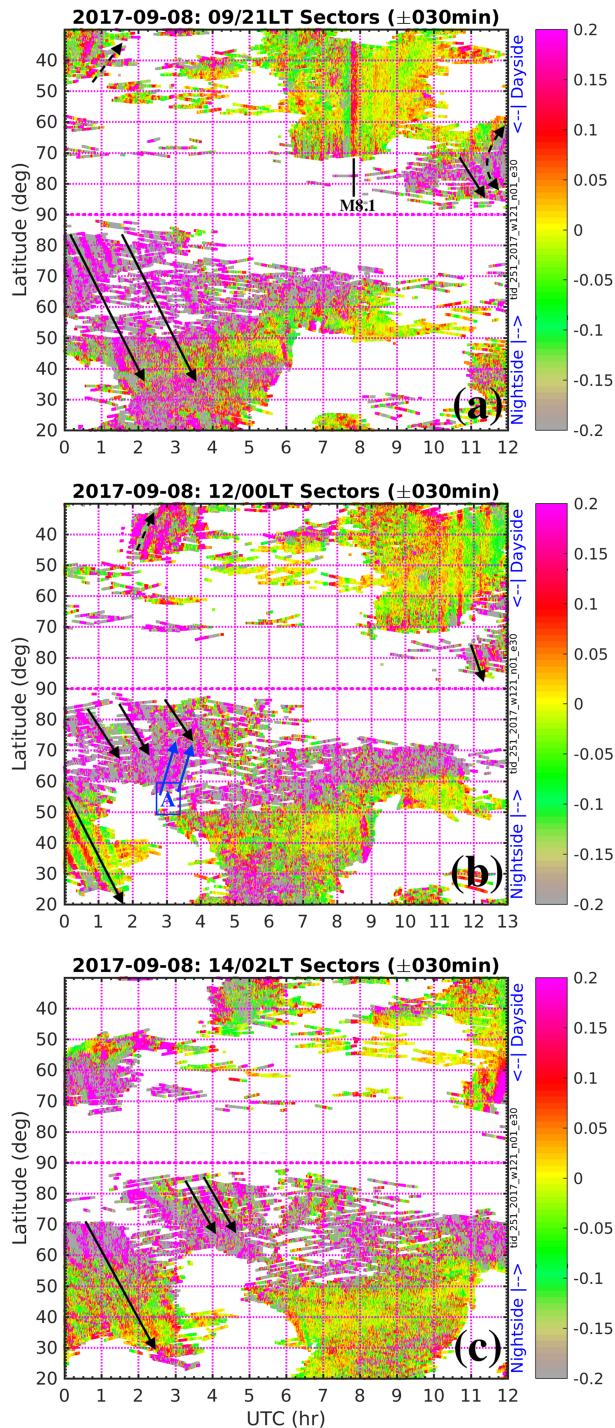 2017-09-08: 09/21LT Sectors (±030min)
0.2
0.15
0.1
0.05
0
-0.05
-0.1
-0.15
-0.2
Latitude (deg)
40
50
60
70
80
90
80
70
60
50
40
30
20
M8.1
<--| Dayside
Nightside |-->
tid_251_2017_w121_n01_e30
(a)
0 1 2 3 4 5 6 7 8 9 10 11 12
2017-09-08: 12/00LT Sectors (±030min)
0.2
0.15
0.1
0.05
0
-0.05
-0.1
-0.15
-0.2
Latitude (deg)
40
50
60
70
80
90
80
70
60
50
40
30
20
A
<--| Dayside
Nightside |-->
tid_251_2017_w121_n01_e30
(b)
0 1 2 3 4 5 6 7 8 9 10 11 12 13
2017-09-08: 14/02LT Sectors (±030min)
0.2
0.15
0.1
0.05
0
-0.05
-0.1
-0.15
-0.2
Latitude (deg)
40
50
60
70
80
90
80
70
60
50
40
30
20
<--| Dayside
Nightside |-->
tid_251_2017_w121_n01_e30
(c)
0 1 2 3 4 5 6 7 8 9 10 11 12
UTC (hr)